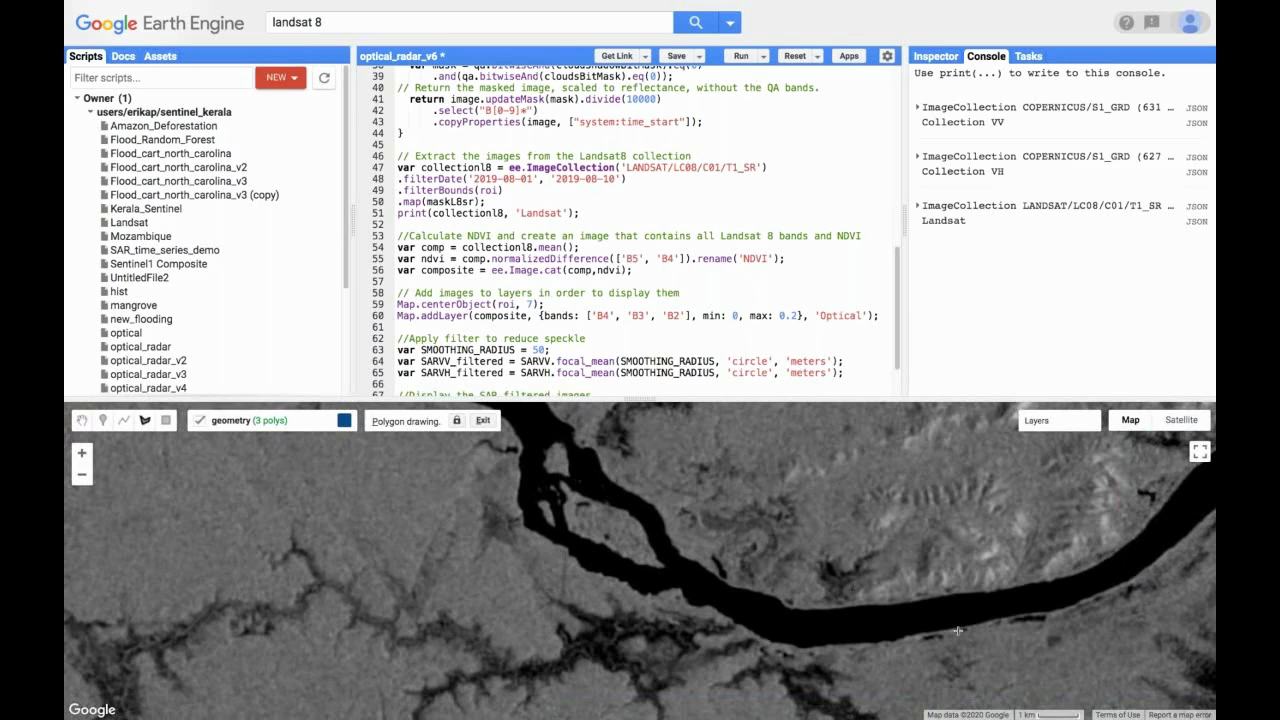 Google Earth Engine
landsat 8
Scripts Docs Assets
Filter scripts...
NEW
Owner (1)
users/erikap/sentinel_kerala
Amazon_Deforestation
Flood_Random_Forest
Flood_cart_north_carolina
Flood_cart_north_carolina_v2
Flood_cart_north_carolina_v3
Flood_cart_north_carolina_v3 (copy)
Kerala_Sentinel
Landsat
Mozambique
SAR_time_series_demo
Sentinel1 Composite
UntitledFile2
hist
mangrove
new_flooding
optical
optical_radar
optical_radar_v2
optical_radar_v3
optical_radar_v4
optical_radar_v6 *
Get Link Save Run Reset Apps
39 .and(qa.bitwiseAnd(cloudsBitMask).eq(0));
40 // Return the masked image, scaled to reflectance, without the QA bands.
41 return image.updateMask(mask).divide(10000)
42 .select("B[0-9]*")
43 .copyProperties(image, ["system:time_start"]);
44 }
45
46 // Extract the images from the Landsat8 collection
47 var collectionl8 = ee.ImageCollection('LANDSAT/LC08/C01/T1_SR')
48 .filterDate('2019-08-01', '2019-08-10')
49 .filterBounds(roi)
50 .map(maskL8sr);
51 print(collectionl8, 'Landsat');
52
53 //Calculate NDVI and create an image that contains all Landsat 8 bands and NDVI
54 var comp = collectionl8.mean();
55 var ndvi = comp.normalizedDifference(['B5', 'B4']).rename('NDVI');
56 var composite = ee.Image.cat(comp,ndvi);
57
58 // Add images to layers in order to display them
59 Map.centerObject(roi, 7);
60 Map.addLayer(composite, {bands: ['B4', 'B3', 'B2'], min: 0, max: 0.2}, 'Optical');
61
62 //Apply filter to reduce speckle
63 var SMOOTHING_RADIUS = 50;
64 var SARVV_filtered = SARVV.focal_mean(SMOOTHING_RADIUS, 'circle', 'meters');
65 var SARVH_filtered = SARVH.focal_mean(SMOOTHING_RADIUS, 'circle', 'meters');
66
67 //Display the SAR filtered images
Inspector Console Tasks
Use print(...) to write to this console.
ImageCollection COPERNICUS/S1_GRD (631 … JSON
Collection VV JSON
ImageCollection COPERNICUS/S1_GRD (627 … JSON
Collection VH JSON
ImageCollection LANDSAT/LC08/C01/T1_SR … JSON
Landsat JSON
geometry (3 polys)
Polygon drawing. Exit
Layers
Map Satellite
+
−
Google
Map data ©2020 Google 1 km Terms of Use Report a map error